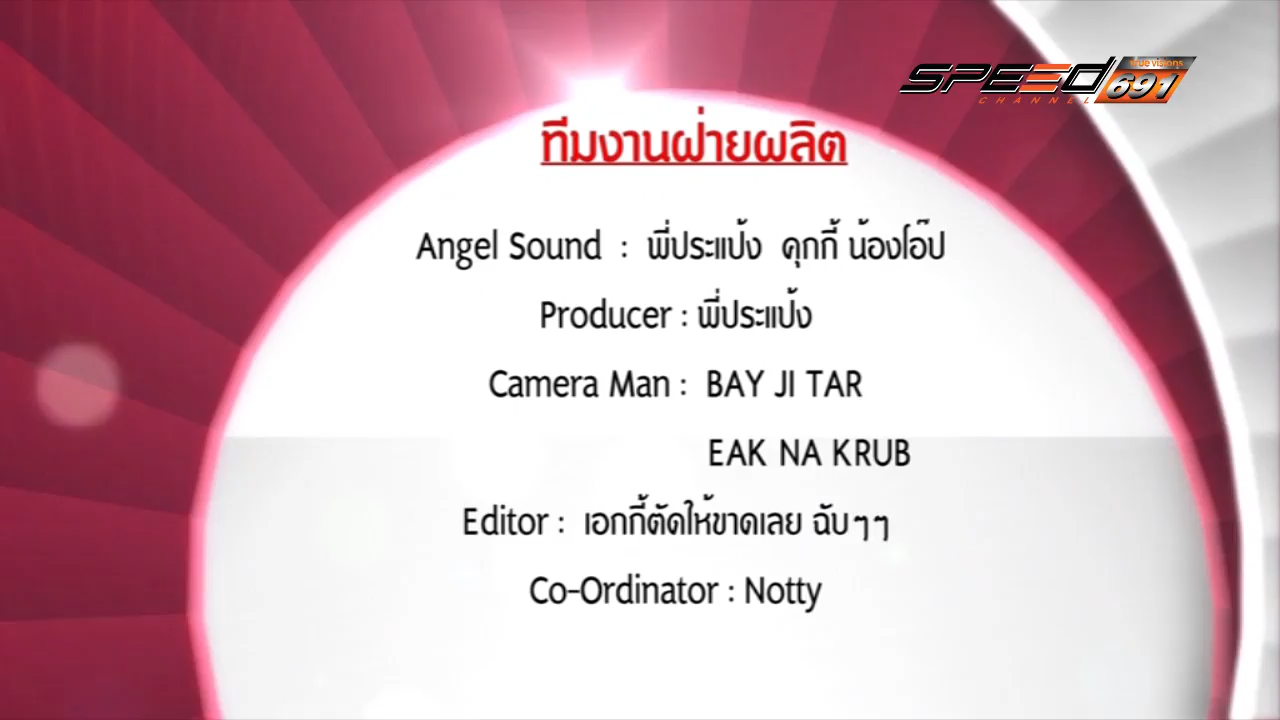 SPEED
CHANNEL
true visions
691
ทีมงานฝ่ายผลิต
Angel Sound : พี่ประแป้ง คุกกี้ น้องโอ๊ป
Producer : พี่ประแป้ง
Camera Man : BAY JI TAR
EAK NA KRUB
Editor : เอกกี้ตัดให้ขาดเลย ฉับๆๆ
Co-Ordinator : Notty